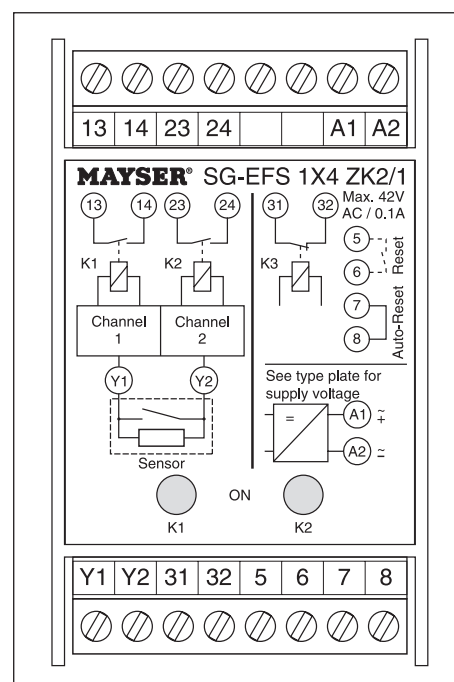 13 14 23 24 A1 A2
MAYSER® SG-EFS 1X4 ZK2/1
13 14 23 24 31 32 Max. 42V
AC / 0.1A
K1 K2 K3
5
6
Reset
7
8
Auto-Reset
Channel
1
Channel
2
Y1 Y2
Sensor
See type plate for
supply voltage
= A1 ~
+
A2 ~
-
ON
K1 K2
Y1 Y2 31 32 5 6 7 8